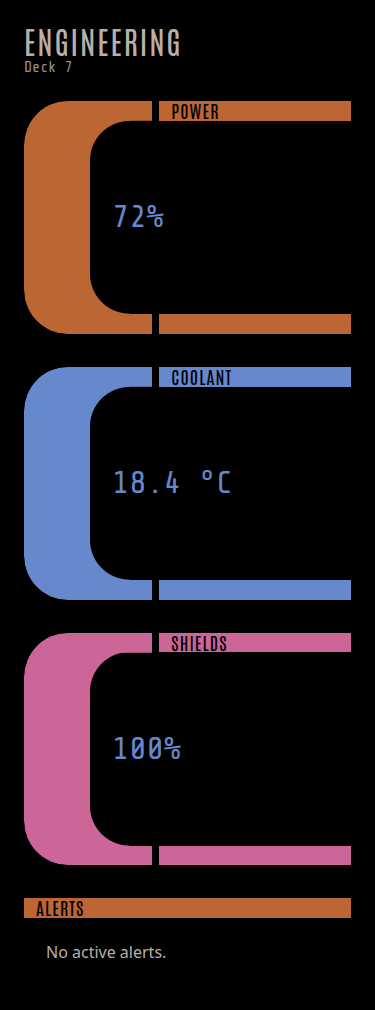 ENGINEERING
Deck 7
POWER
72%
COOLANT
18.4 °C
SHIELDS
100%
ALERTS
No active alerts.